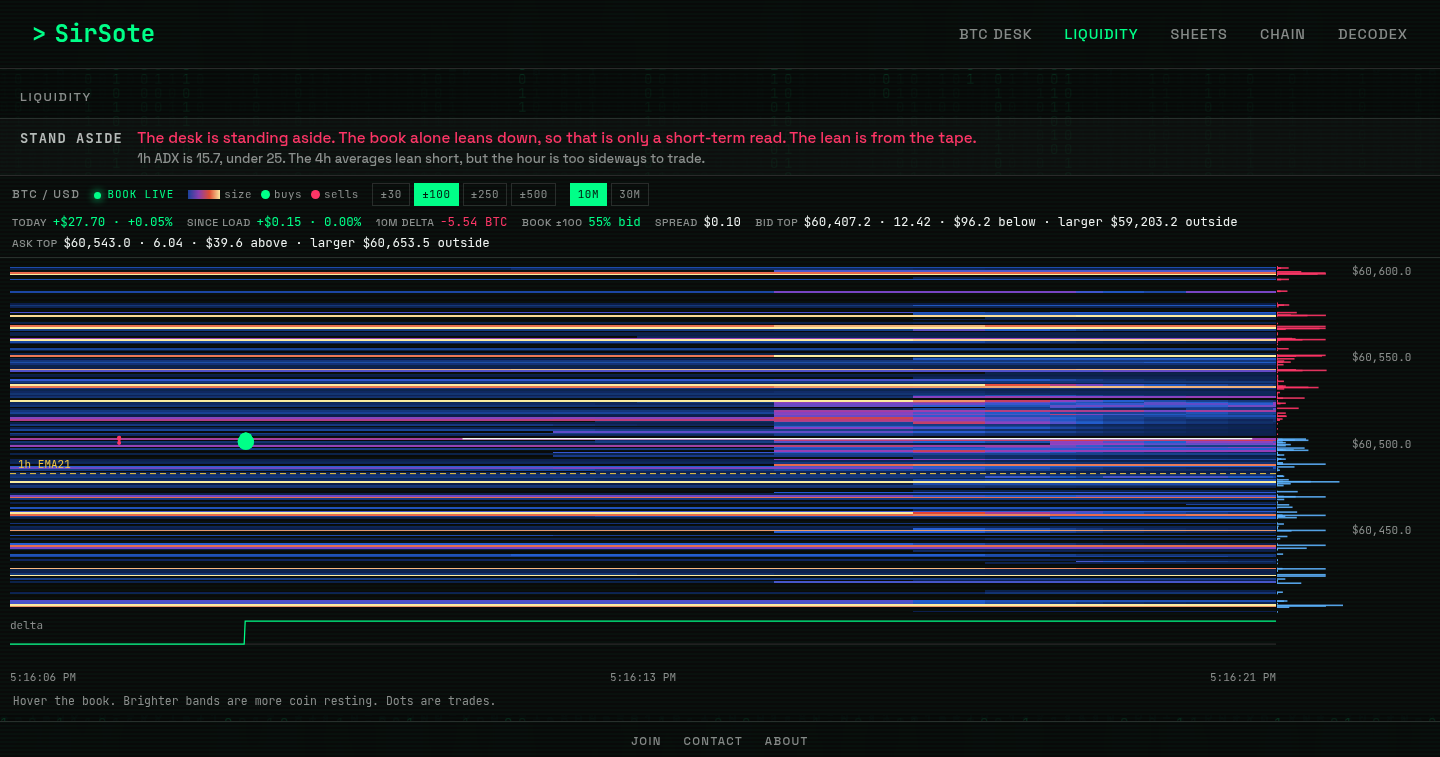 > SirSote
BTC DESK LIQUIDITY SHEETS CHAIN DECODEX
LIQUIDITY
STAND ASIDE The desk is standing aside. The book alone leans down, so that is only a short-term read. The lean is from the tape.
1h ADX is 15.7, under 25. The 4h averages lean short, but the hour is too sideways to trade.
BTC / USD BOOK LIVE size buys sells ±30 ±100 ±250 ±500 10M 30M
TODAY +$27.70 · +0.05% SINCE LOAD +$0.15 · 0.00% 10M DELTA -5.54 BTC BOOK ±100 55% bid SPREAD $0.10 BID TOP $60,407.2 · 12.42 · $96.2 below · larger $59,203.2 outside
ASK TOP $60,543.0 · 6.04 · $39.6 above · larger $60,653.5 outside
$60,600.0
$60,550.0
$60,500.0
1h EMA21
$60,450.0
delta
5:16:06 PM 5:16:13 PM 5:16:21 PM
Hover the book. Brighter bands are more coin resting. Dots are trades.
JOIN CONTACT ABOUT